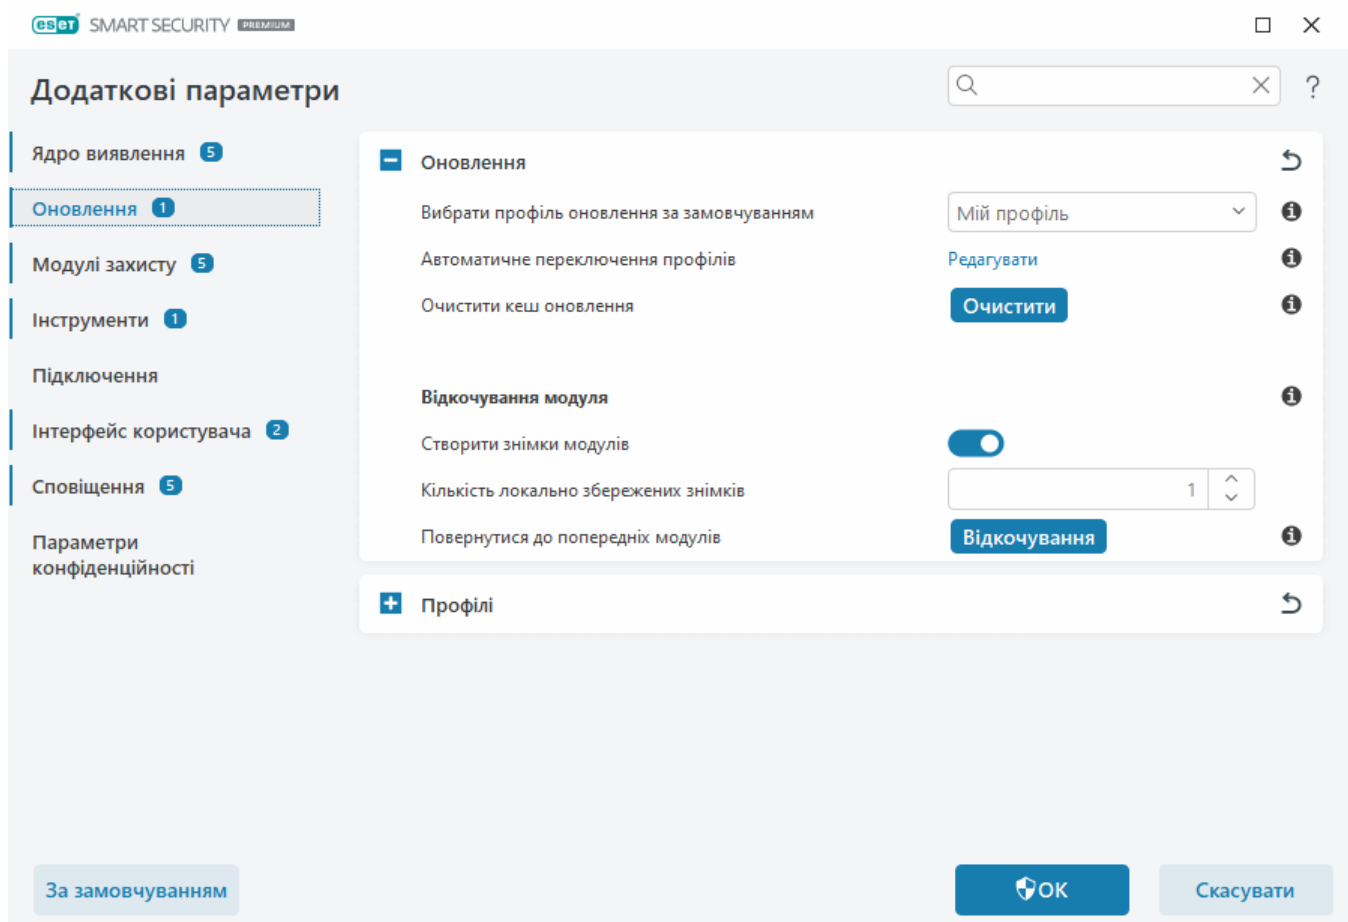 eset SMART SECURITY PREMIUM
Додаткові параметри
?
Ядро виявлення 5
Оновлення 1
Модулі захисту 5
Інструменти 1
Підключення
Інтерфейс користувача 2
Сповіщення 5
Параметри
конфіденційності
Оновлення
Вибрати профіль оновлення за замовчуванням Мій профіль
Автоматичне переключення профілів Редагувати
Очистити кеш оновлення Очистити
Відкочування модуля
Створити знімки модулів
Кількість локально збережених знімків 1
Повернутися до попередніх модулів Відкочування
Профілі
За замовчуванням
ОК
Скасувати